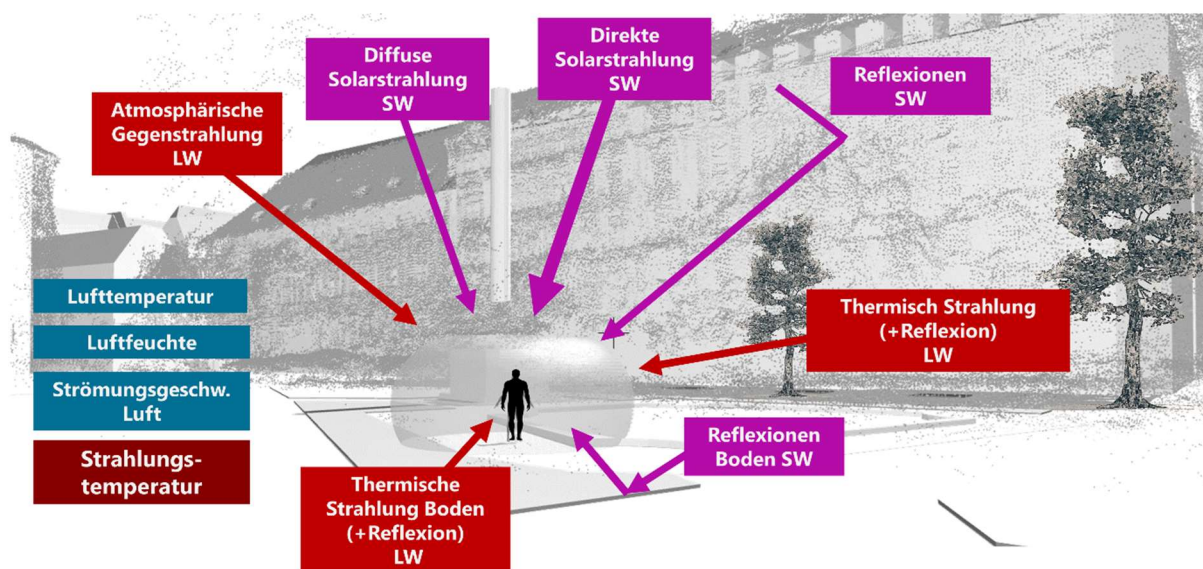 Diffuse
Solarstrahlung
SW
Direkte
Solarstrahlung
SW
Reflexionen
SW
Atmosphärische
Gegenstrahlung
LW
Lufttemperatur
Luftfeuchte
Strömungsgeschw.
Luft
Strahlungs-
temperatur
Thermisch Strahlung
(+Reflexion)
LW
Reflexionen
Boden SW
Thermische
Strahlung Boden
(+Reflexion)
LW